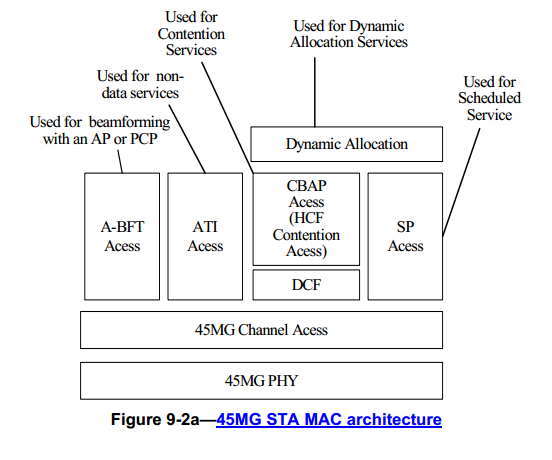 Used for
Contention
Services
Used for Dynamic
Allocation Services
Used for non-
data services
Used for
Scheduled
Service
Used for beamforming
with an AP or PCP
Dynamic Allocation
A-BFT
Acess
ATI
Acess
CBAP
Acess
(HCF
Contention
Acess)
SP
Acess
DCF
45MG Channel Acess
45MG PHY
Figure 9-2a—45MG STA MAC architecture